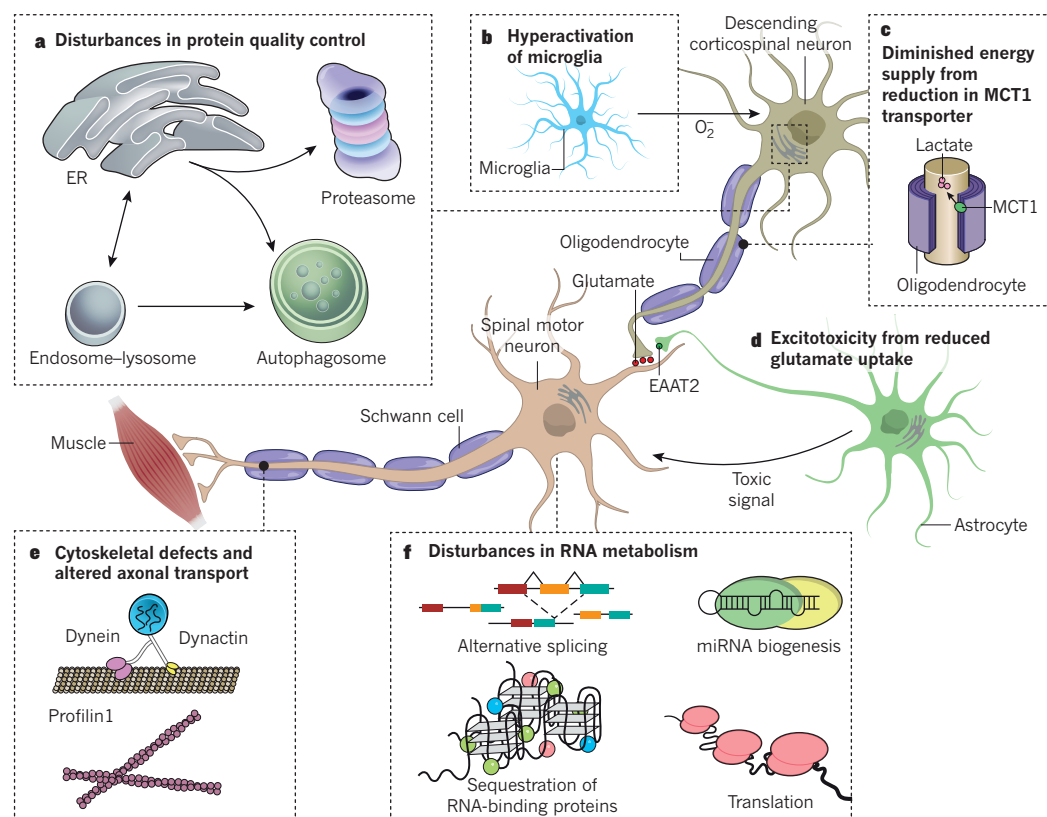 a Disturbances in protein quality control
ER
Proteasome
Endosome–lysosome
Autophagosome
b Hyperactivation
of microglia
Microglia
O2−
Descending
corticospinal neuron
c
Diminished energy
supply from
reduction in MCT1
transporter
Lactate
MCT1
Oligodendrocyte
Oligodendrocyte
Glutamate
Spinal motor
neuron
EAAT2
d Excitotoxicity from reduced
glutamate uptake
Schwann cell
Muscle
Toxic
signal
Astrocyte
e Cytoskeletal defects and
altered axonal transport
Dynein
Dynactin
Profilin1
f Disturbances in RNA metabolism
Alternative splicing
miRNA biogenesis
Sequestration of
RNA-binding proteins
Translation